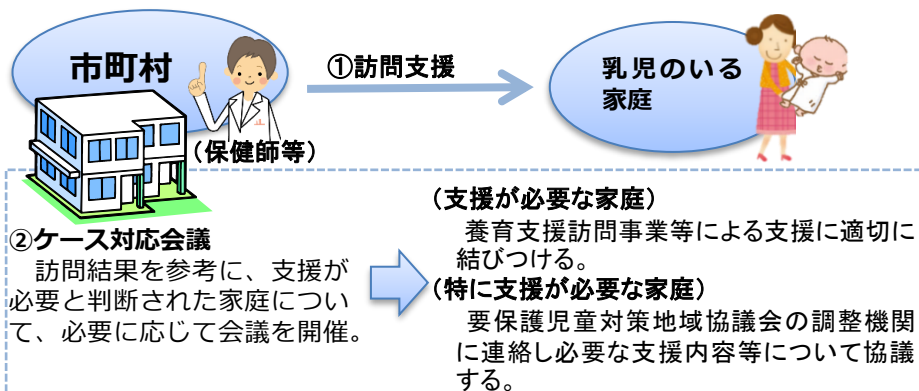 市町村
①訪問支援
乳児のいる
家庭
（保健師等）
②ケース対応会議
　訪問結果を参考に、支援が
必要と判断された家庭につい
て、必要に応じて会議を開催。
（支援が必要な家庭）
　養育支援訪問事業等による支援に適切に
結びつける。
（特に支援が必要な家庭）
　要保護児童対策地域協議会の調整機関
に連絡し必要な支援内容等について協議
する。